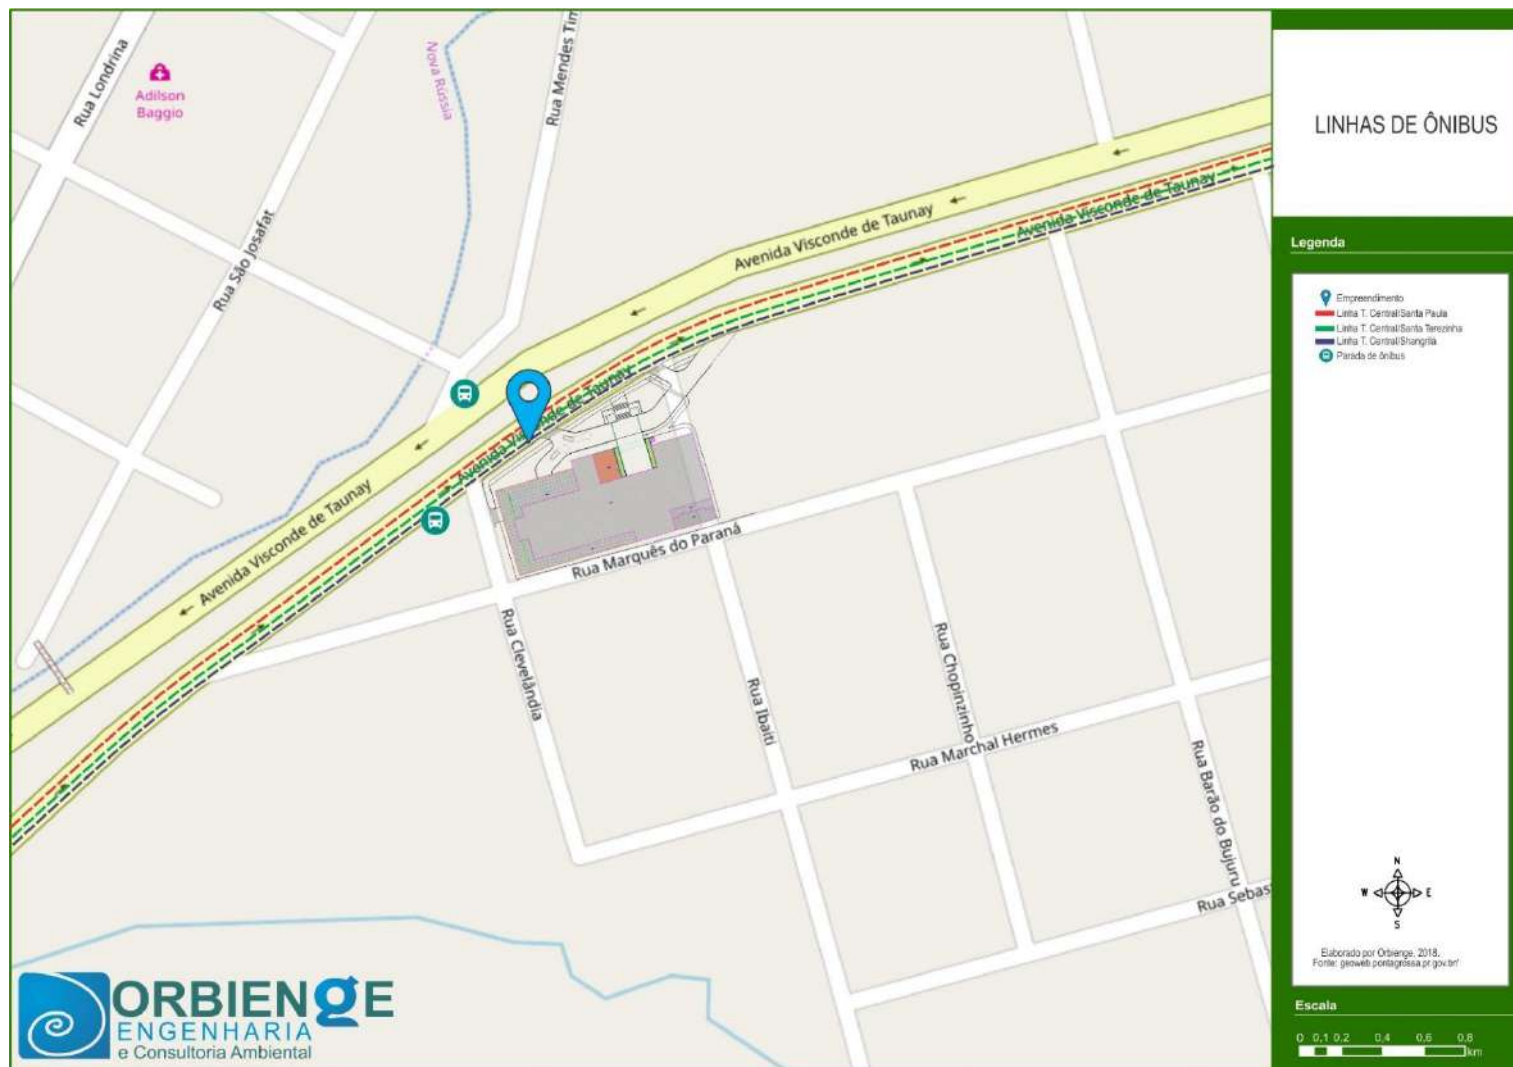 Rua Londrina
Adilson
Baggio
Nova Rússia
Rua Mendes Tim
Rua São Josafat
Avenida Visconde de Taunay
Avenida Visconde de Taunay
Avenida Visconde de Taunay
Avenida Visconde de Taunay
Rua Marquês do Paraná
Rua Clevelândia
Rua Ibaiti
Rua Chopinzinho
Rua Marchal Hermes
Rua Barão do Bujuru
Rua Sebas
ORBIENGE
ENGENHARIA
e Consultoria Ambiental
LINHAS DE ÔNIBUS
Legenda
Empreendimento
Linha T. Central/Santa Paula
Linha T. Central/Santa Terezinha
Linha T. Central/Shangrilá
Parada de ônibus
N
W E
S
Elaborado por Orbienge, 2018.
Fonte: geoweb.pontagrossa.pr.gov.br/
Escala
0 0,1 0,2 0,4 0,6 0,8
km